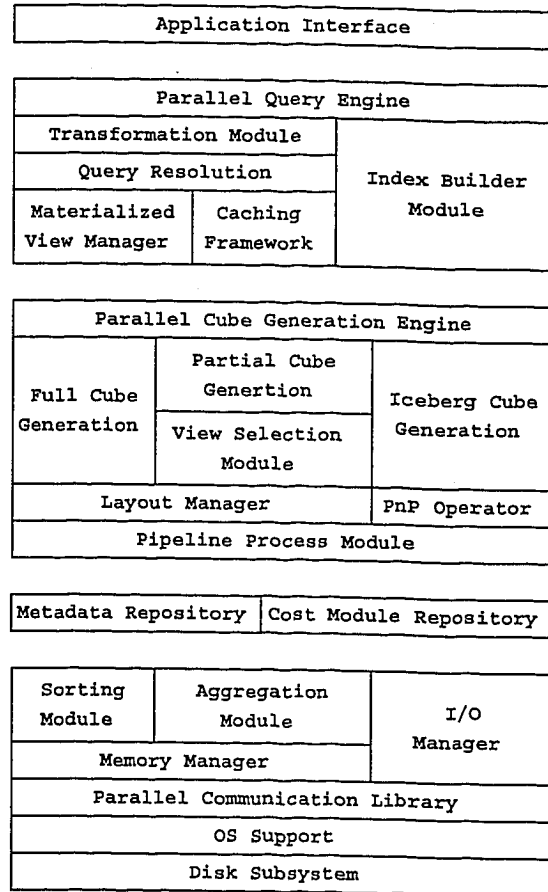 Application Interface
Parallel Query Engine
Transformation Module
Query Resolution
Materialized
View Manager
Caching
Framework
Index Builder
Module
Parallel Cube Generation Engine
Full Cube
Generation
Partial Cube
Genertion
View Selection
Module
Iceberg Cube
Generation
Layout Manager
PnP Operator
Pipeline Process Module
Metadata Repository
Cost Module Repository
Sorting
Module
Aggregation
Module
I/O
Manager
Memory Manager
Parallel Communication Library
OS Support
Disk Subsystem